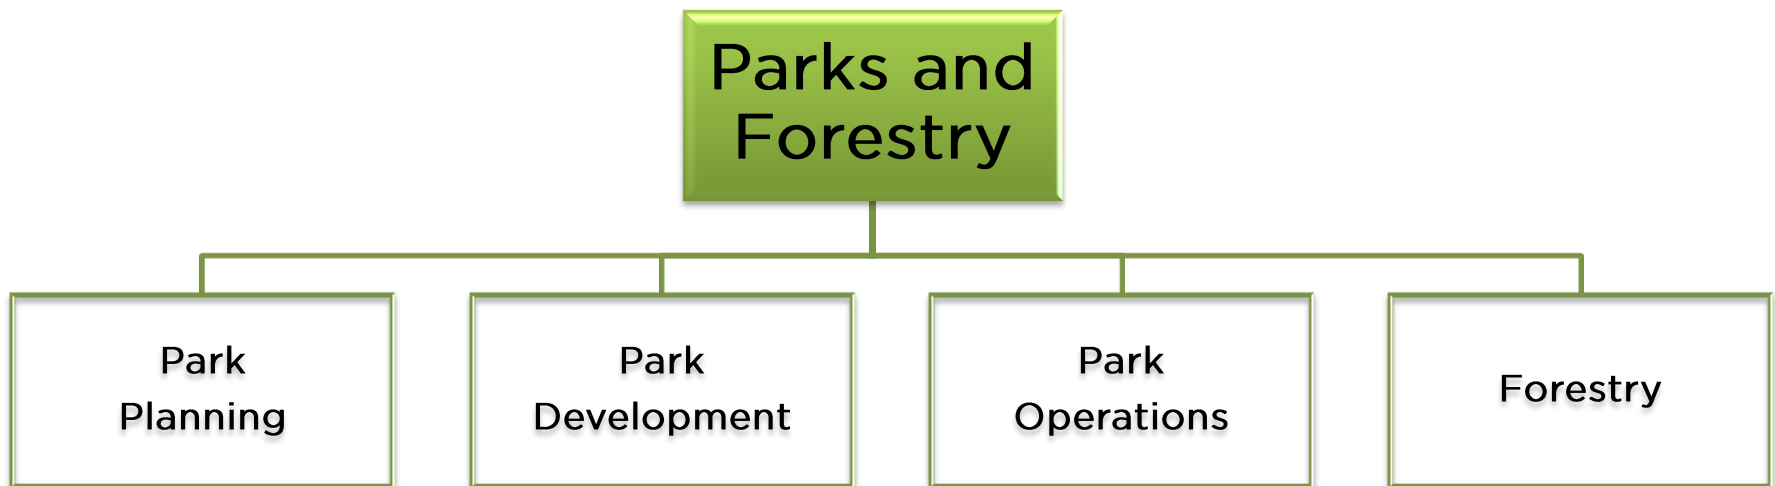 Parks and
Forestry
Park
Planning
Park
Development
Park
Operations
Forestry